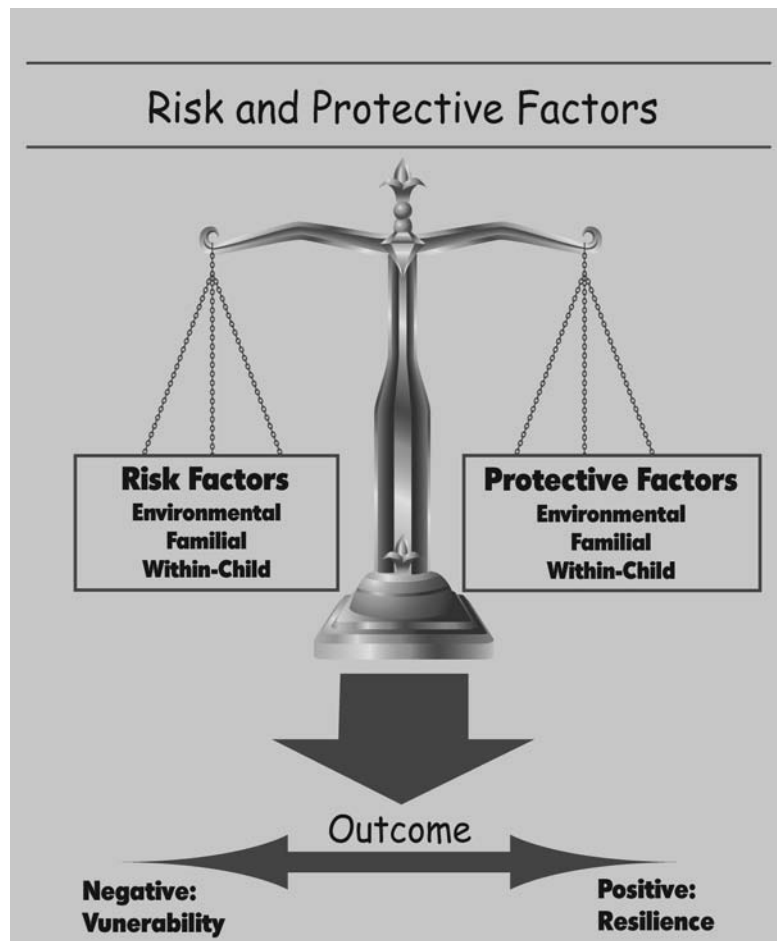 Risk and Protective Factors
Risk Factors
Environmental
Familial
Within-Child
Protective Factors
Environmental
Familial
Within-Child
Outcome
Negative:
Vunerability
Positive:
Resilience